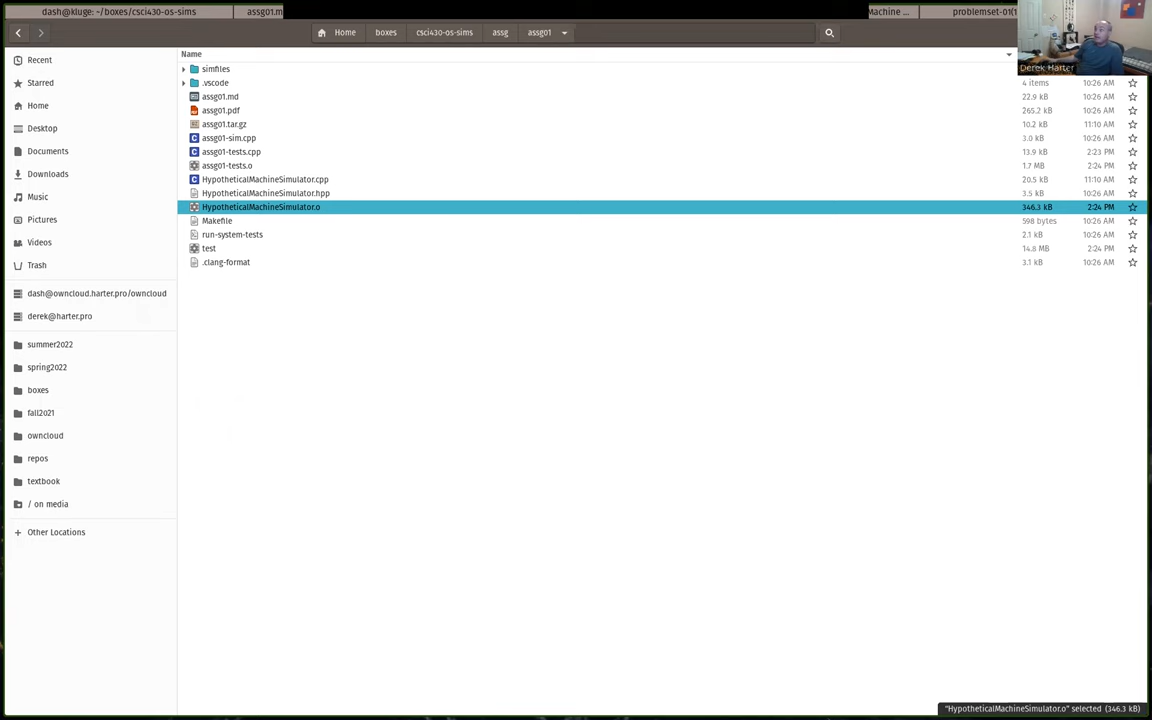 dash@kluge: ~/boxes/csci430-os-sims assg01.m Machine ... problemset-01(1
Home boxes csci430-os-sims assg assg01
Derek Harter
Name
Recent
Starred
Home
Desktop
Documents
Downloads
Music
Pictures
Videos
Trash
dash@owncloud.harter.pro/owncloud
derek@harter.pro
summer2022
spring2022
boxes
fall2021
owncloud
repos
textbook
/ on media
+ Other Locations
simfiles
.vscode 4 items 10:26 AM
assg01.md 22.9 kB 10:26 AM
assg01.pdf 265.2 kB 10:26 AM
assg01.tar.gz 10.2 kB 11:10 AM
assg01-sim.cpp 3.0 kB 10:26 AM
assg01-tests.cpp 13.9 kB 2:23 PM
assg01-tests.o 1.7 MB 2:24 PM
HypotheticalMachineSimulator.cpp 20.5 kB 11:10 AM
HypotheticalMachineSimulator.hpp 3.5 kB 10:26 AM
HypotheticalMachineSimulator.o 346.3 kB 2:24 PM
Makefile 598 bytes 10:26 AM
run-system-tests 2.1 kB 10:26 AM
test 14.8 MB 2:24 PM
.clang-format 3.1 kB 10:26 AM
"HypotheticalMachineSimulator.o" selected (346.3 kB)